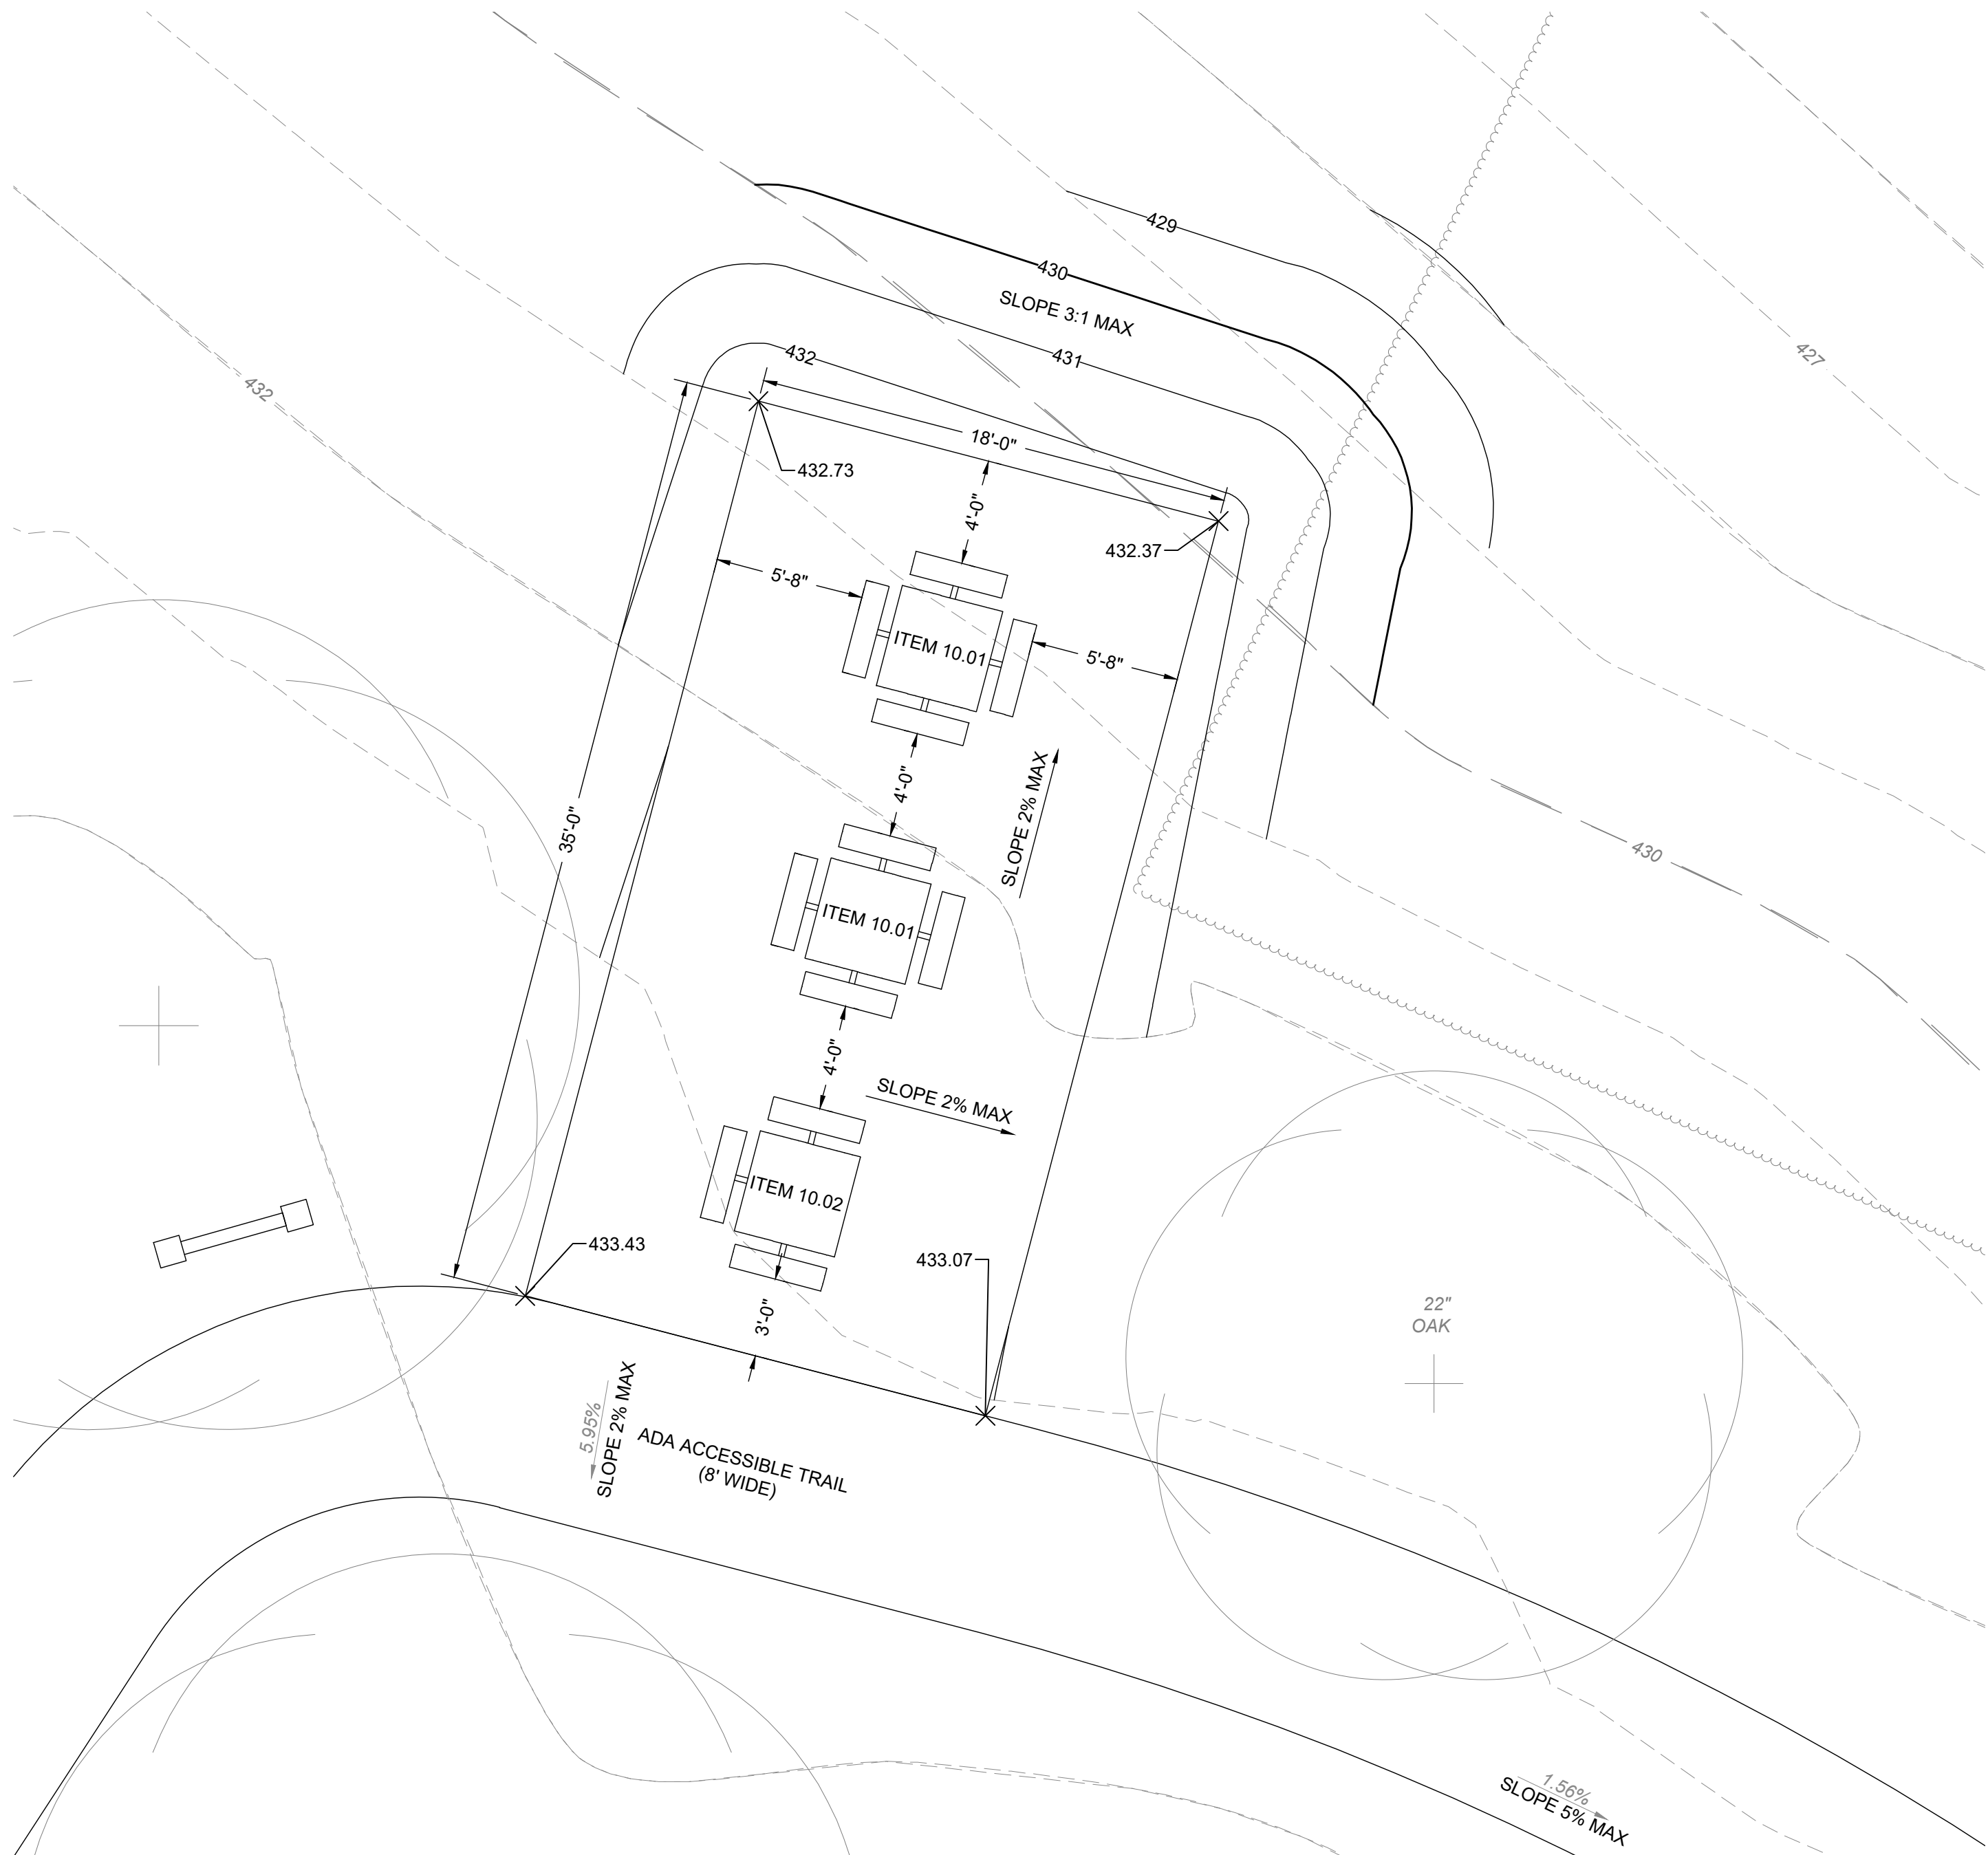 429
430
SLOPE 3:1 MAX
427
432
431
432
18'-0"
432.73
4'-0"
432.37
5'-8"
ITEM 10.01
5'-8"
4'-0"
SLOPE 2% MAX
35'-0"
430
ITEM 10.01
4'-0"
SLOPE 2% MAX
ITEM 10.02
433.43
433.07
3'-0"
22"
OAK
5.95%
SLOPE 2% MAX
ADA ACCESSIBLE TRAIL
(8' WIDE)
1.56%
SLOPE 5% MAX